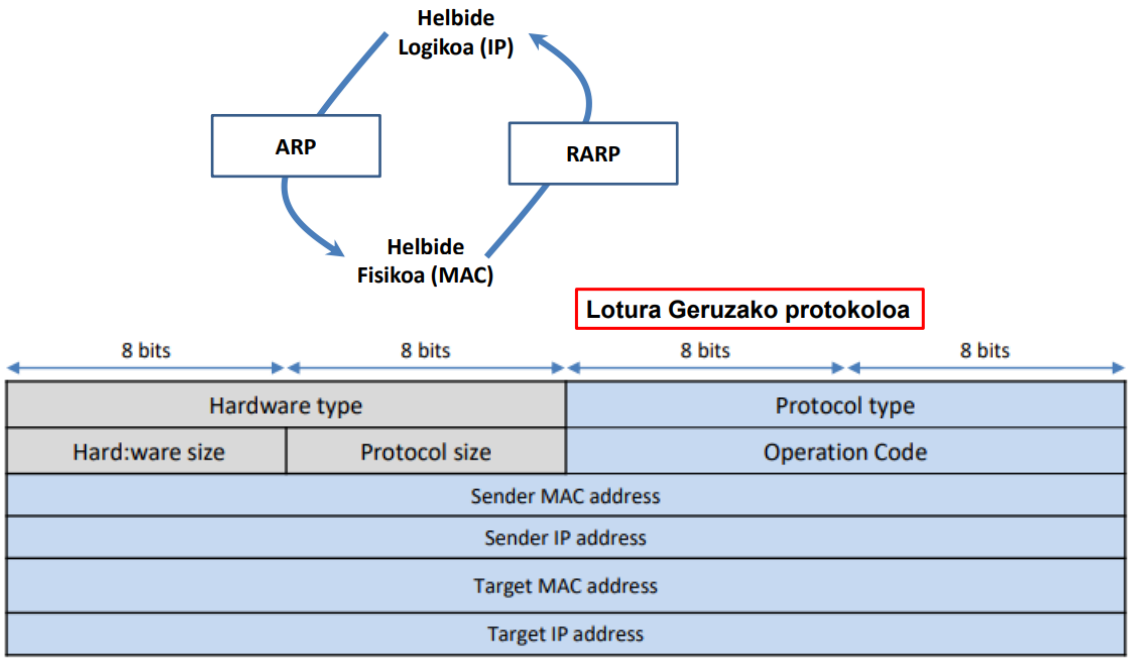 Helbide
Logikoa (IP)
ARP
RARP
Helbide
Fisikoa (MAC)
Lotura Geruzako protokoloa
8 bits 8 bits 8 bits 8 bits
Hardware type Protocol type
Hard:ware size Protocol size Operation Code
Sender MAC address
Sender IP address
Target MAC address
Target IP address